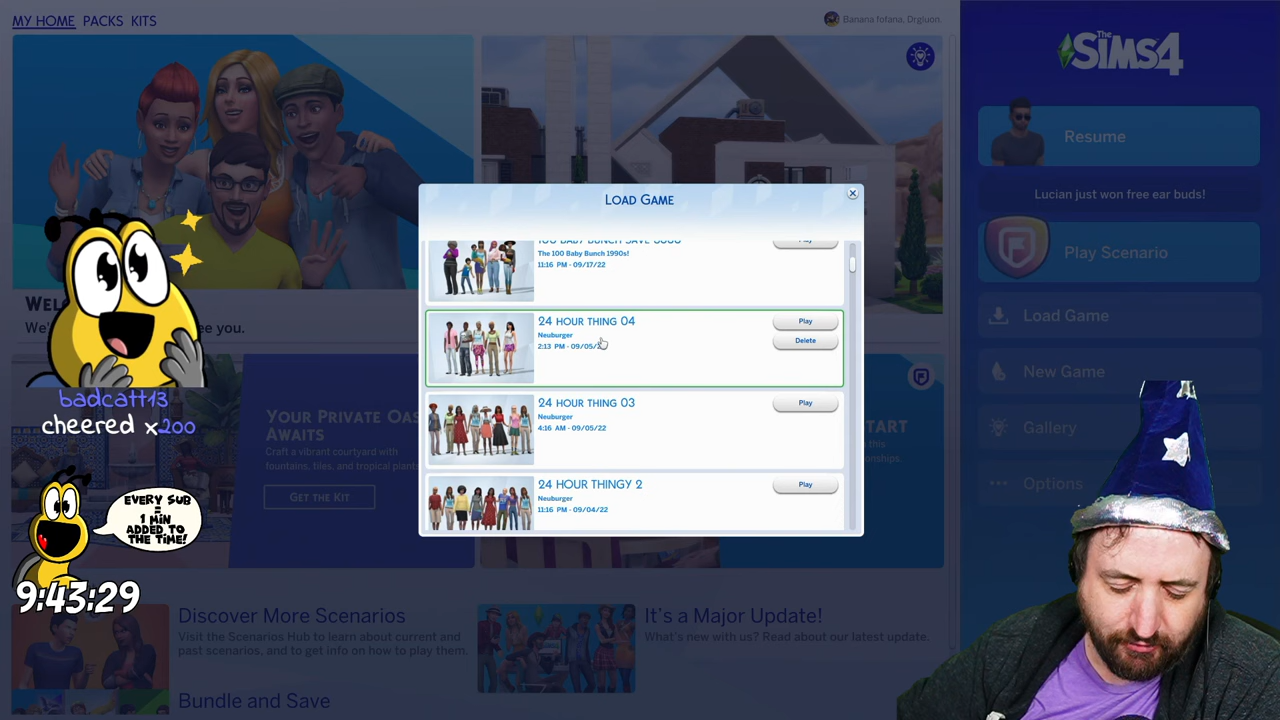 MY HOME PACKS KITS
Banana fofana, Drgluon.
The SiMS4
Resume
Lucian just won free ear buds!
Play Scenario
Load Game
New Game
Gallery
Options
LOAD GAME
100 BABY BUNCH SAVE
The 100 Baby Bunch 1990s!
11:16 PM - 09/17/22
Play
24 HOUR THING 04
Neuburger
2:13 PM - 09/05/
Play
Delete
24 HOUR THING 03
Neuburger
4:16 AM - 09/05/22
Play
24 HOUR THINGY 2
Neuburger
11:16 PM - 09/04/22
Play
badcatt13
cheered x200
EVERY SUB
=
1 MIN
ADDED TO
THE TIME!
9:43:29
YOUR PRIVATE OAS
AWAITS
Craft a vibrant courtyard with
fountains, tiles, and tropical plants
GET THE KIT
START
Discover More Scenarios
Visit the Scenarios Hub to learn about current and
past scenarios, and to get info on how to play them.
It's a Major Update!
What's new with us? Read about our latest update.
Bundle and Save